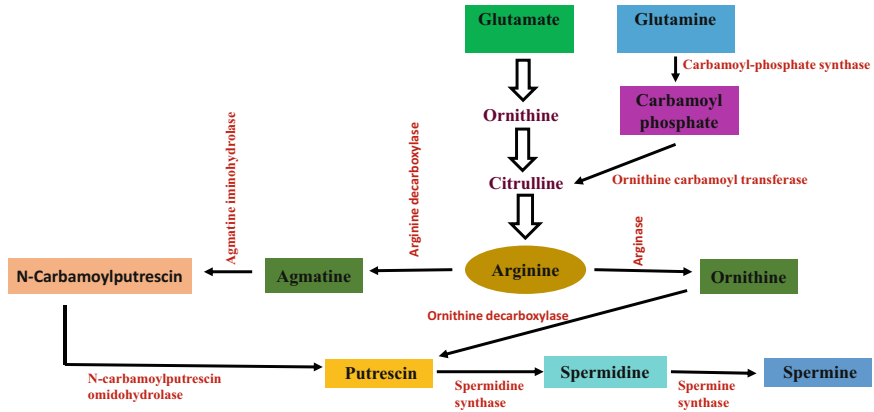 Glutamate
Glutamine
Carbamoyl-phosphate synthase
Carbamoyl
phosphate
Ornithine
Citrulline
Ornithine carbamoyl transferase
Agmatine iminohydrolase
Arginine decarboxylase
Arginase
N-Carbamoylputrescin
Agmatine
Arginine
Ornithine
Ornithine decarboxylase
N-carbamoylputrescin
omidohydrolase
Putrescin
Spermidine
synthase
Spermidine
Spermine
synthase
Spermine